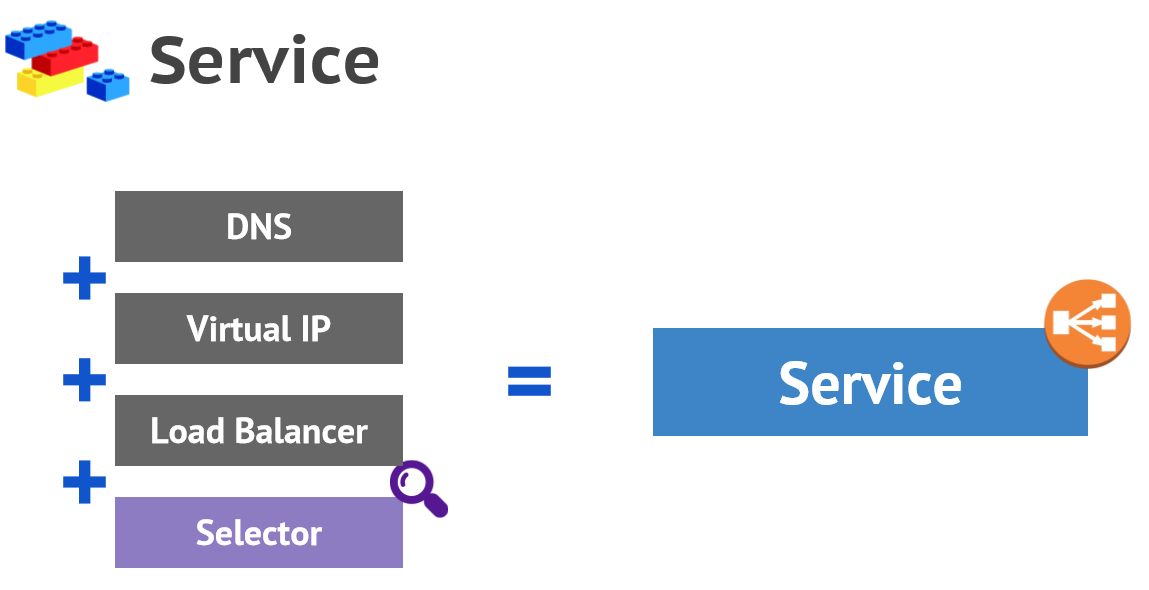 Service
DNS
+
Virtual IP
+
Load Balancer
+
Selector
=
Service